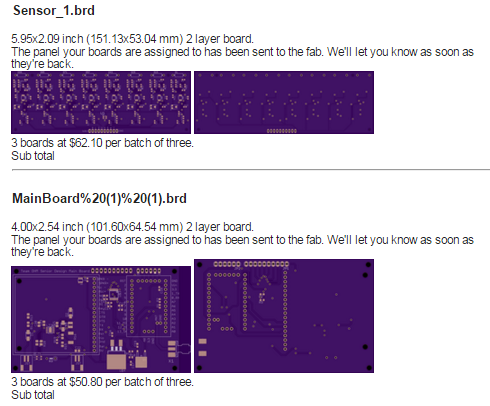 Sensor_1.brd
5.95x2.09 inch (151.13x53.04 mm) 2 layer board.
The panel your boards are assigned to has been sent to the fab. We'll let you know as soon as
they're back.
3 boards at $62.10 per batch of three.
Sub total
MainBoard%20(1)%20(1).brd
4.00x2.54 inch (101.60x64.54 mm) 2 layer board.
The panel your boards are assigned to has been sent to the fab. We'll let you know as soon as
they're back.
3 boards at $50.80 per batch of three.
Sub total